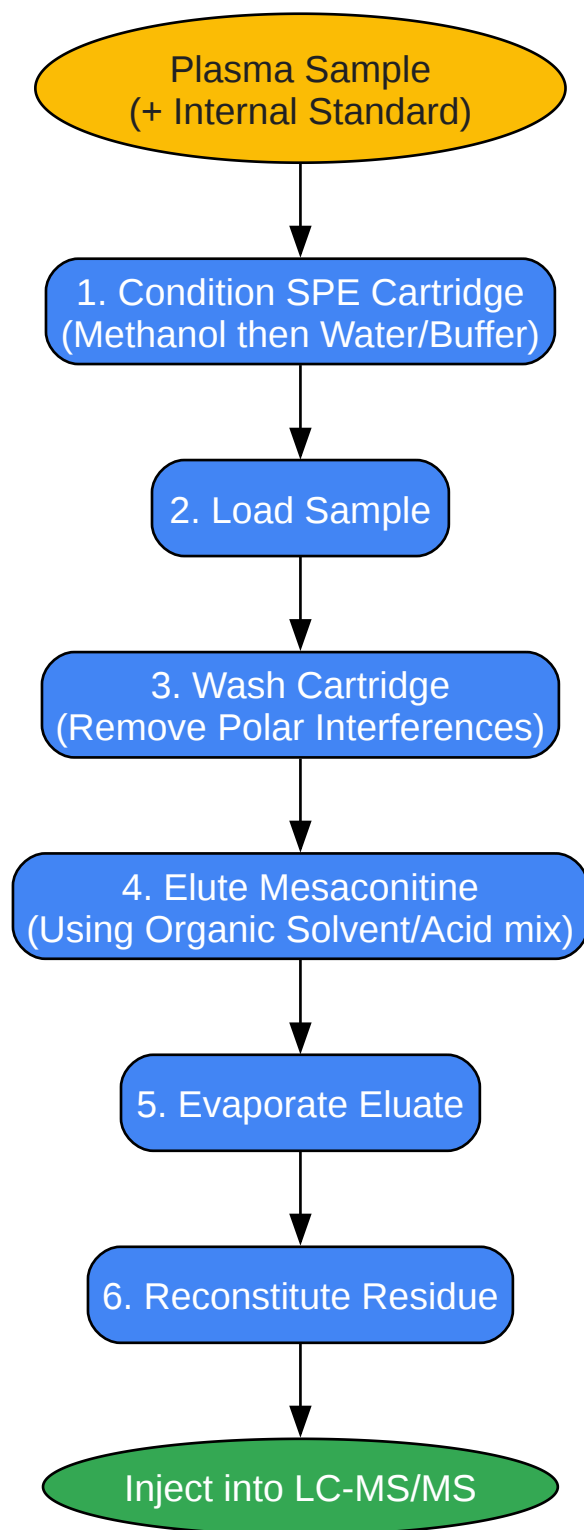 Plasma Sample
(+ Internal Standard)
1. Condition SPE Cartridge
(Methanol then Water/Buffer)
2. Load Sample
3. Wash Cartridge
(Remove Polar Interferences)
4. Elute Mesaconitine
(Using Organic Solvent/Acid mix)
5. Evaporate Eluate
6. Reconstitute Residue
Inject into LC-MS/MS